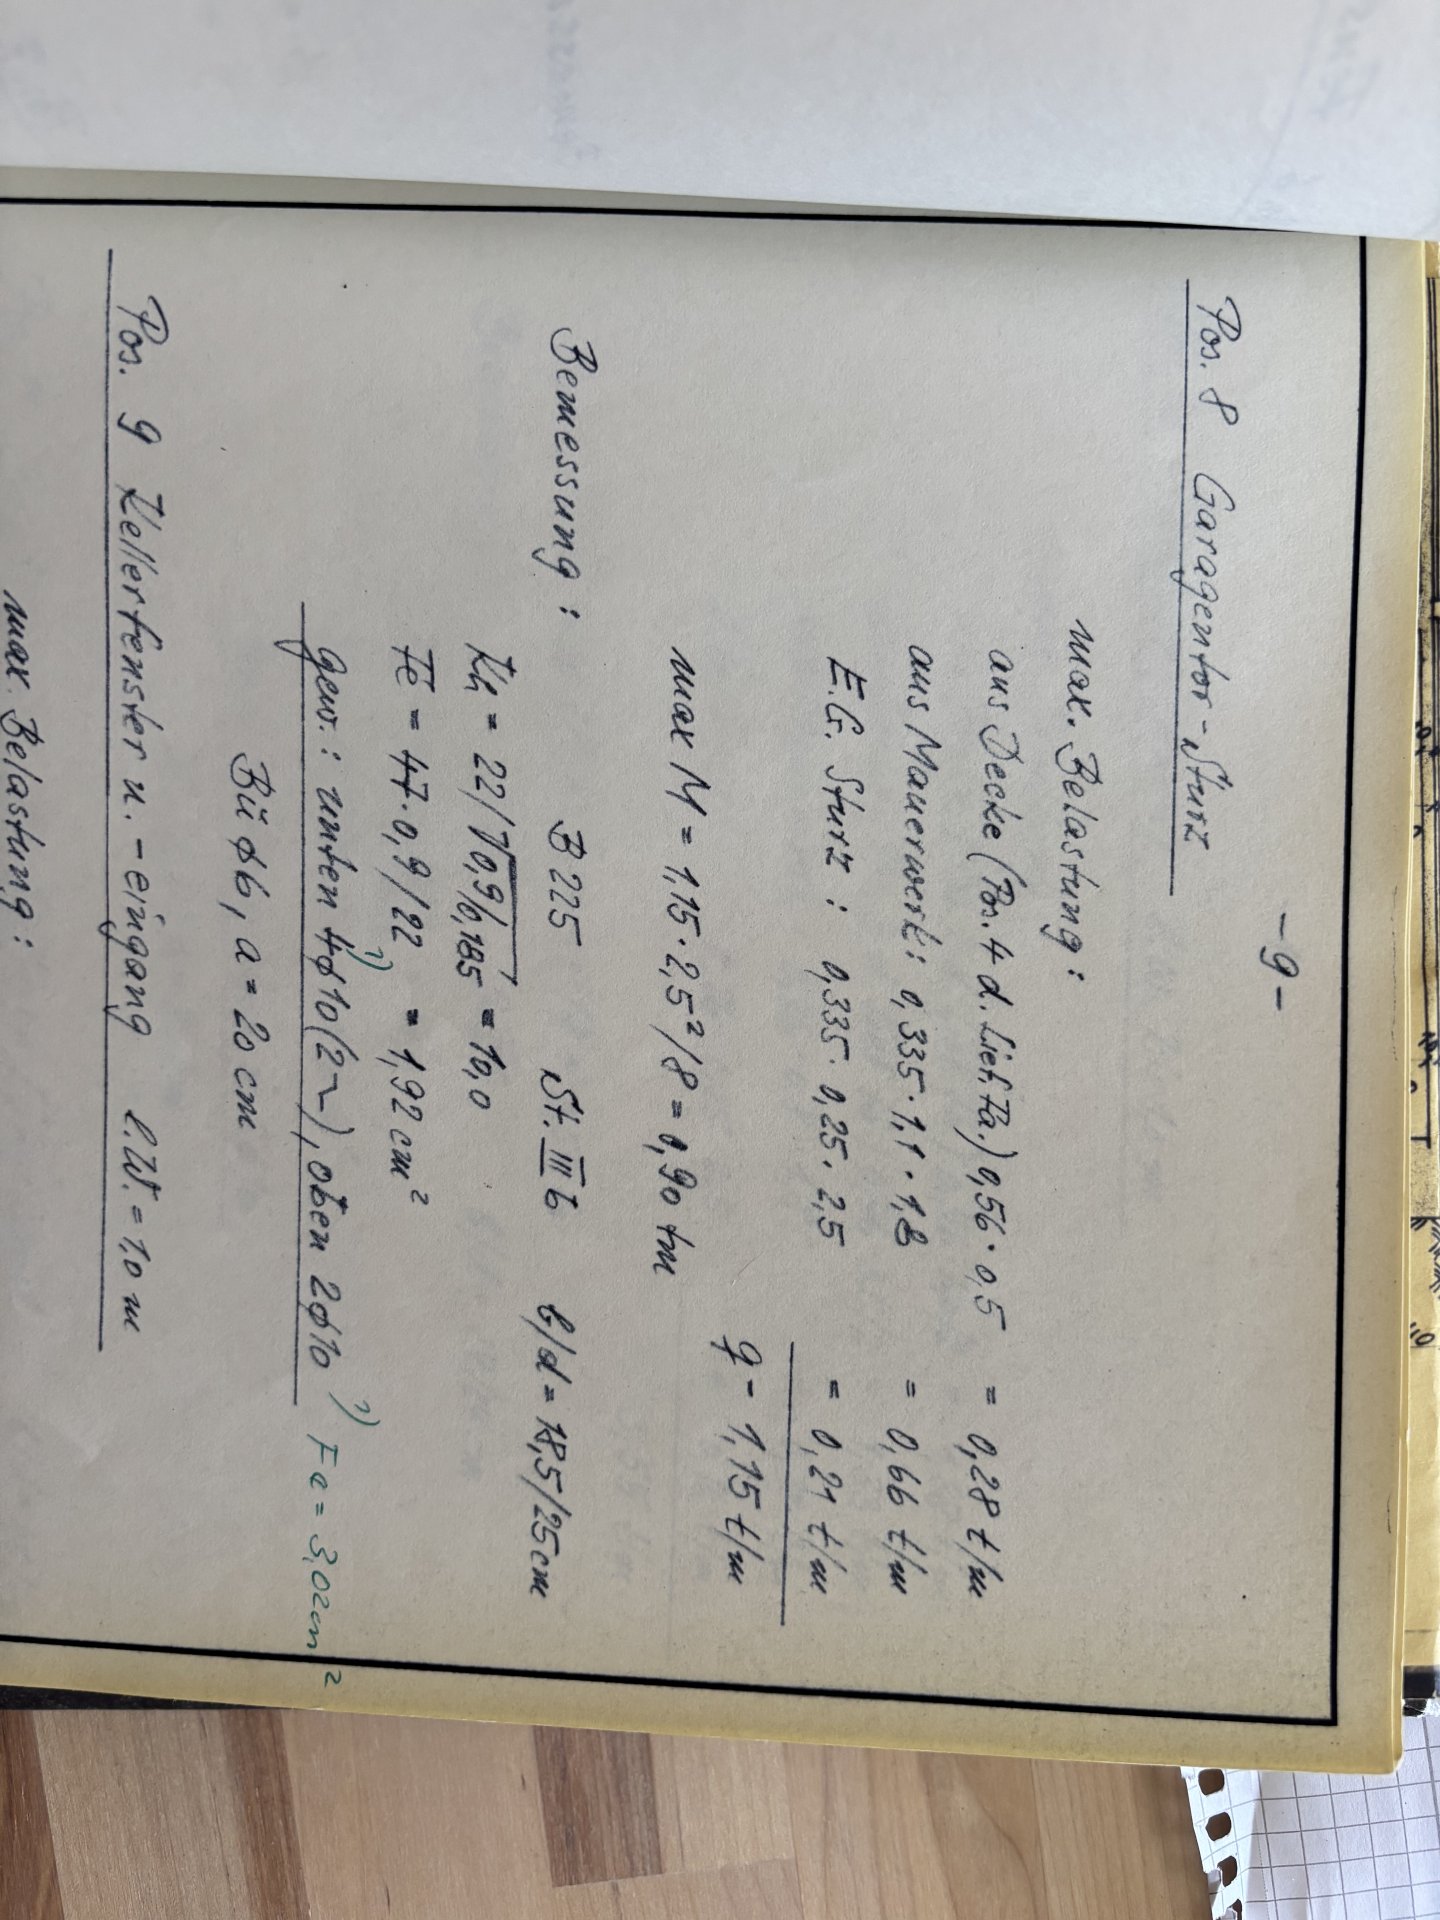 - 9 -
Pos. 8 Garagentor-Sturz
max. Belastung:
aus Decke (Pos. 4 d. Lief. Fa.) 0,56 · 0,5 = 0,28 t/m
aus Mauerwerk: 0,335 · 1,1 · 1,8 = 0,66 t/m
E.G. Sturz: 0,335 · 0,25 · 2,5 = 0,21 t/m
q = 1,15 t/m
max M = 1,15 · 2,5² / 8 = 0,90 tm
Bemessung: B 225 St. III b b/d = 18,5/25 cm
Kh = 22/√0,9/0,185 = 10,0
Fe = 47 · 0,9/22 = 1,92 cm²
gew.: unten 4 ø 10 (2~), oben 2 ø 10 ¹) Fe = 3,02 cm²
Bü ø 6, a = 20 cm
Pos. 9 Kellerfenster u. -eingang l.W. = 1,0 m
max. Belastung: